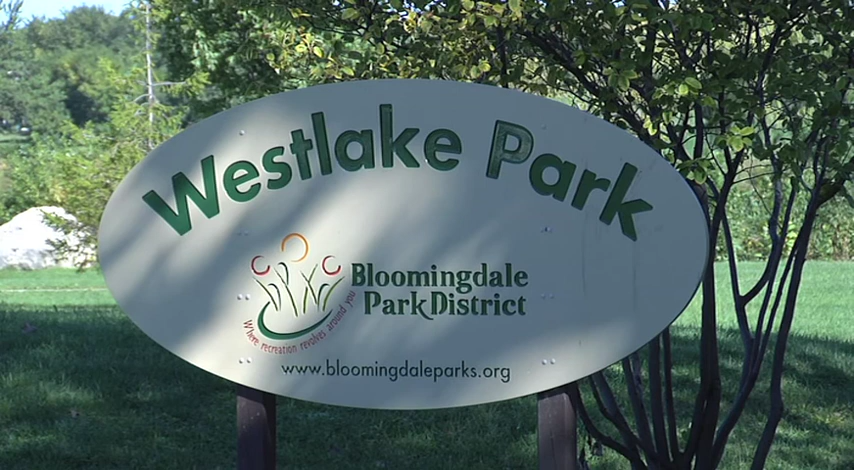 Westlake Park
Bloomingdale
Park District
Where recreation revolves around you
www.bloomingdaleparks.org